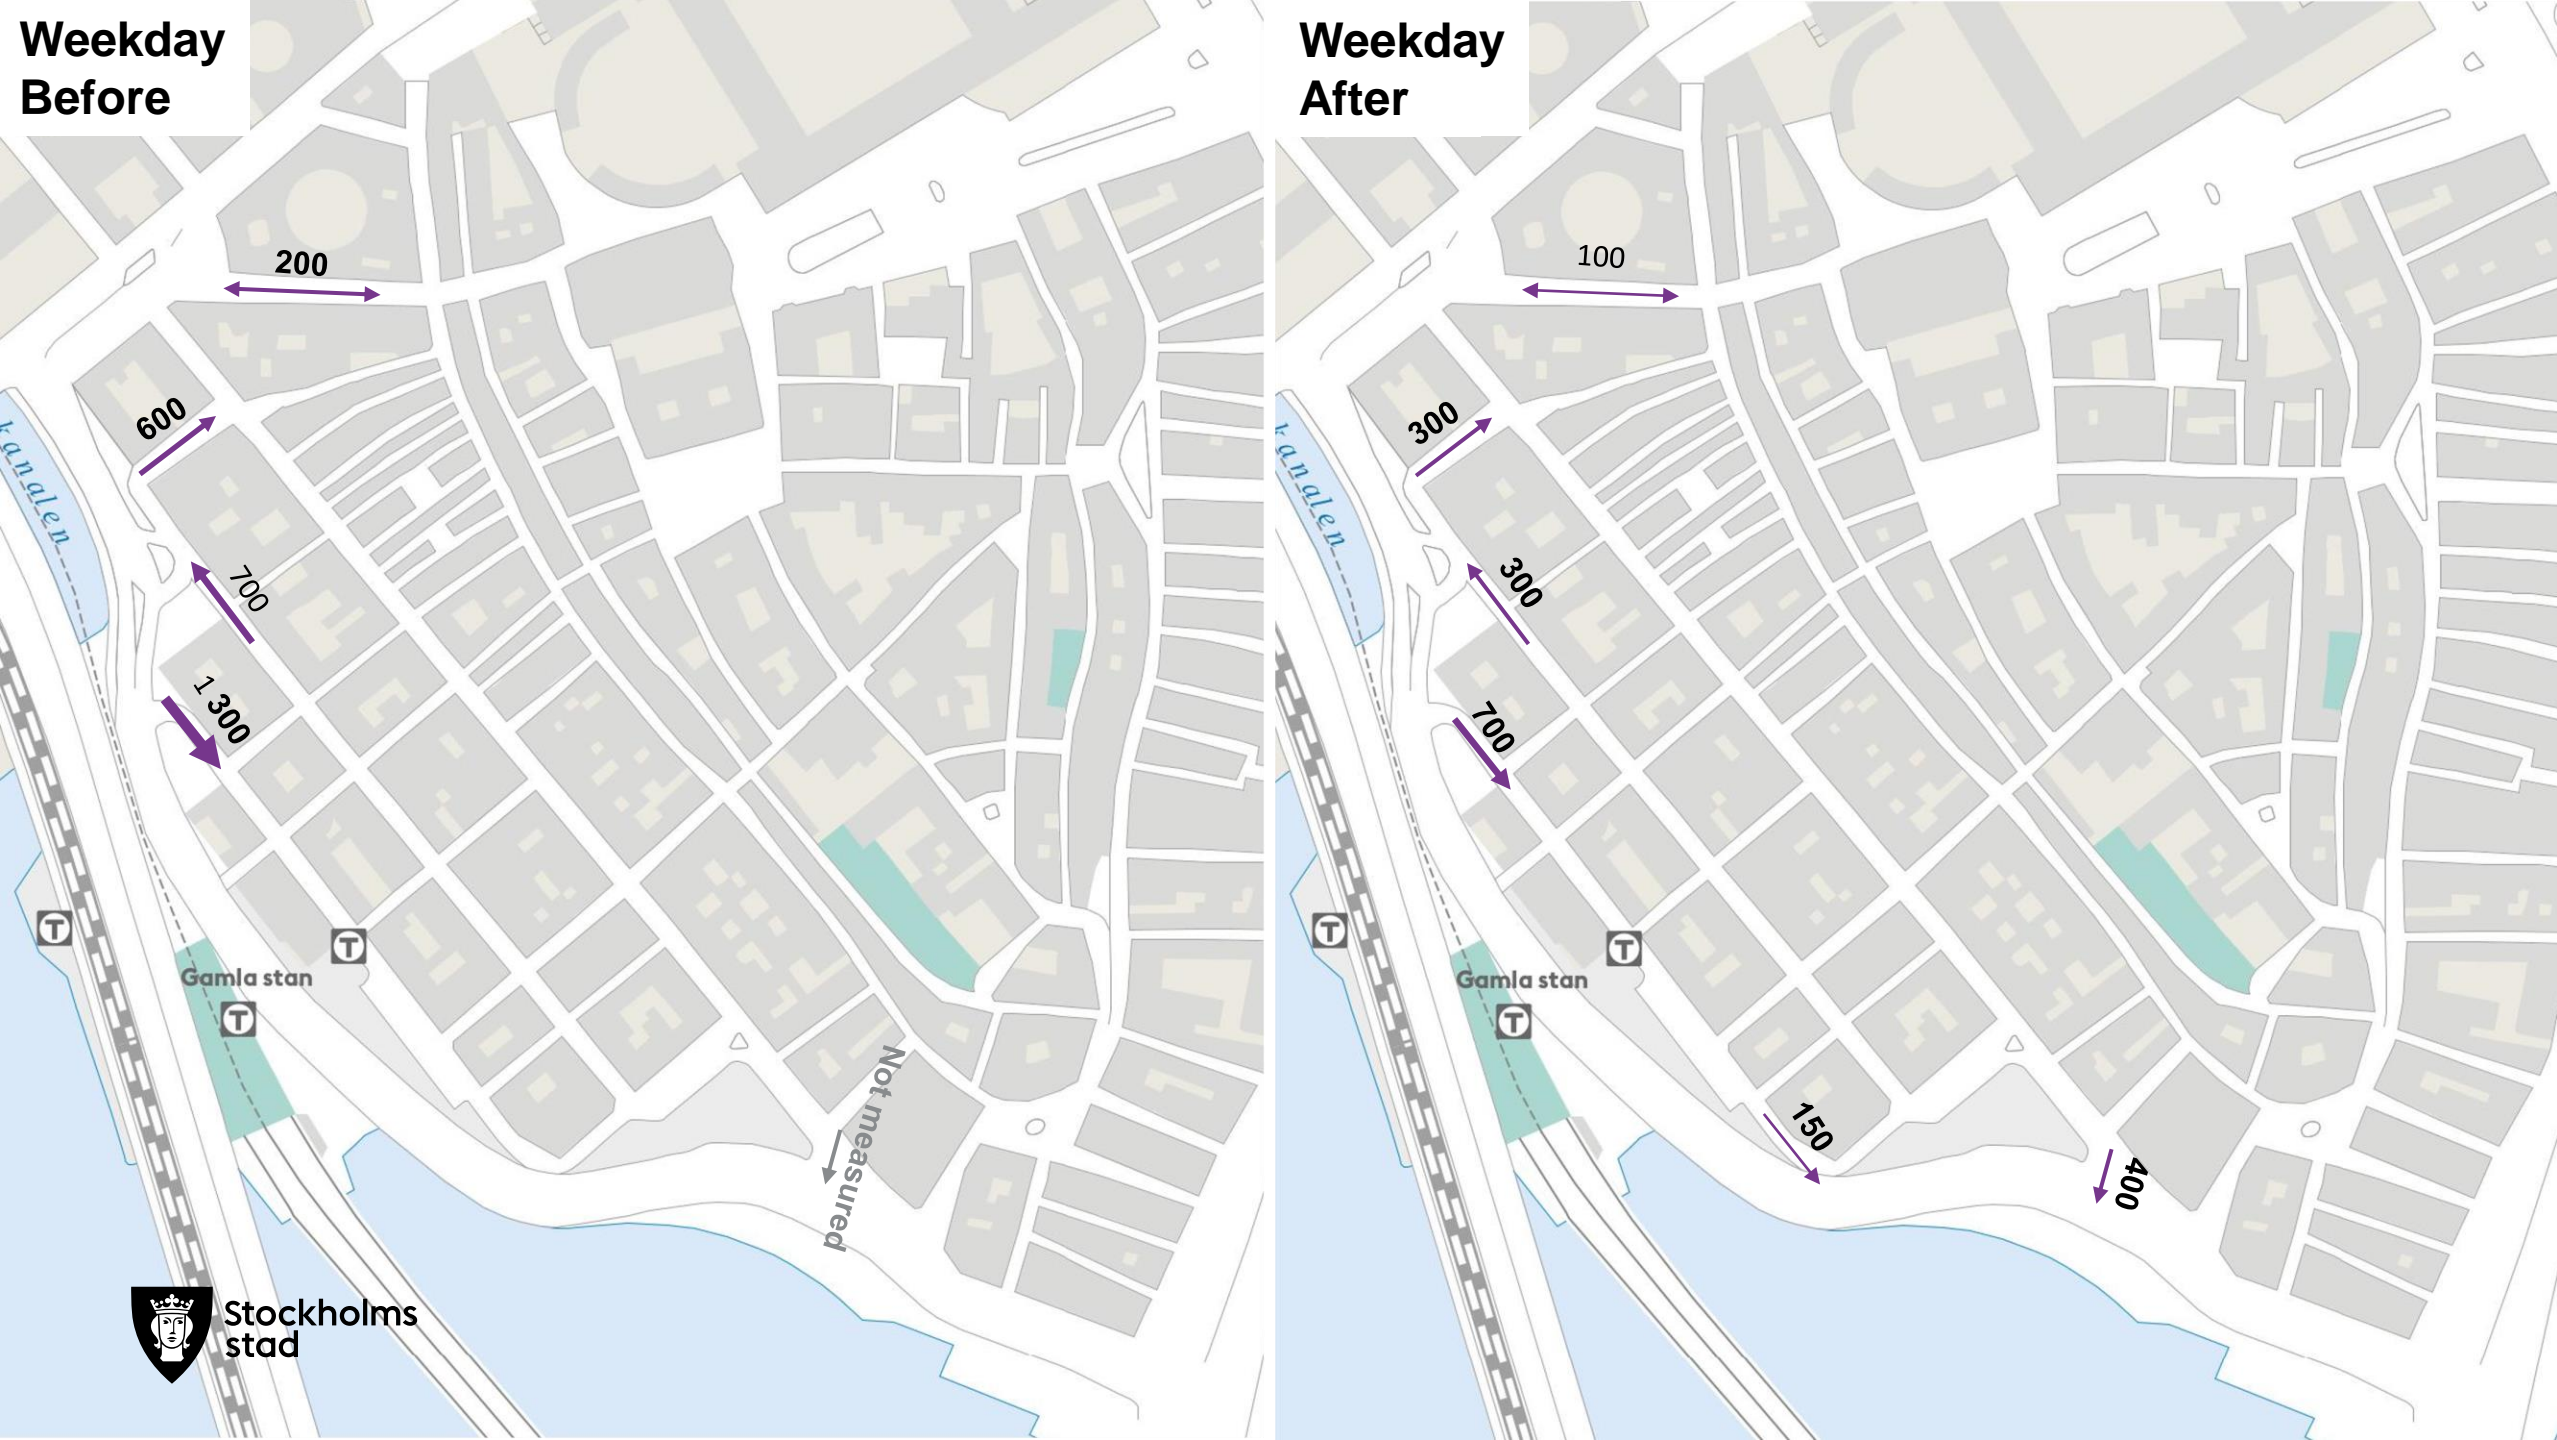 Weekday
Before
200
600
700
1 300
kanalen
Gamla stan
Not measured
Stockholms
stad
Weekday
After
100
300
300
700
kanalen
Gamla stan
150
400